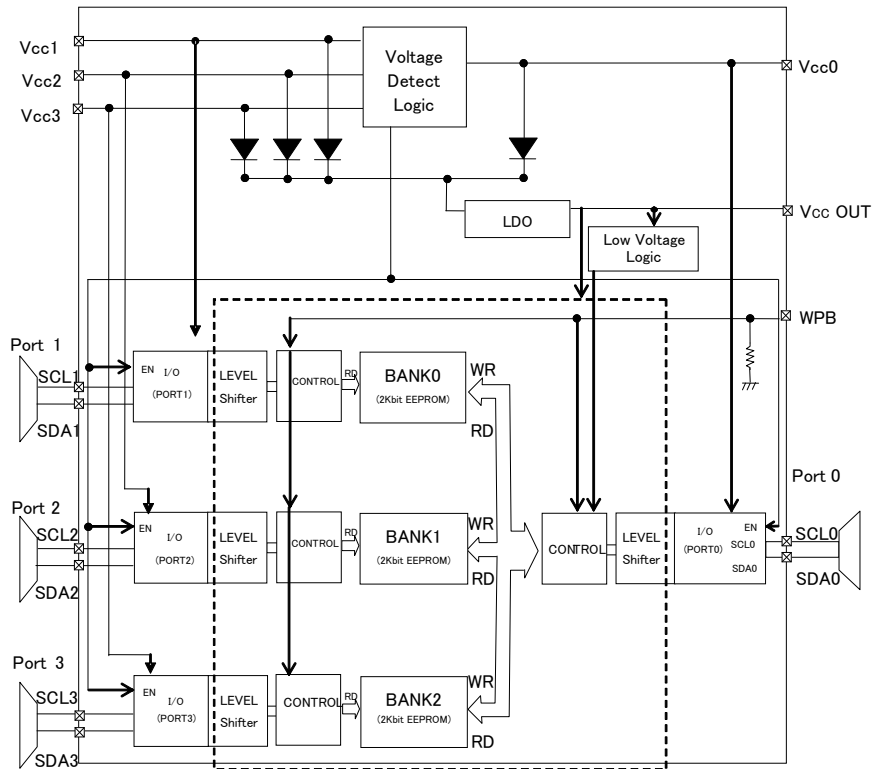 Vcc1
Vcc2
Vcc3
Voltage
Detect
Logic
Vcc0
LDO
Vcc OUT
Low Voltage
Logic
WPB
Port 1
SCL1
SDA1
EN
I/O
(PORT1)
LEVEL
Shifter
CONTROL
RD
BANK0
(2Kbit EEPROM)
WR
RD
Port 0
Port 2
SCL2
SDA2
EN
I/O
(PORT2)
LEVEL
Shifter
CONTROL
RD
BANK1
(2Kbit EEPROM)
WR
RD
CONTROL
LEVEL
Shifter
I/O
(PORT0)
EN
SCL0
SDA0
SCL0
SDA0
Port 3
SCL3
SDA3
EN
I/O
(PORT3)
LEVEL
Shifter
CONTROL
RD
BANK2
(2Kbit EEPROM)
WR
RD